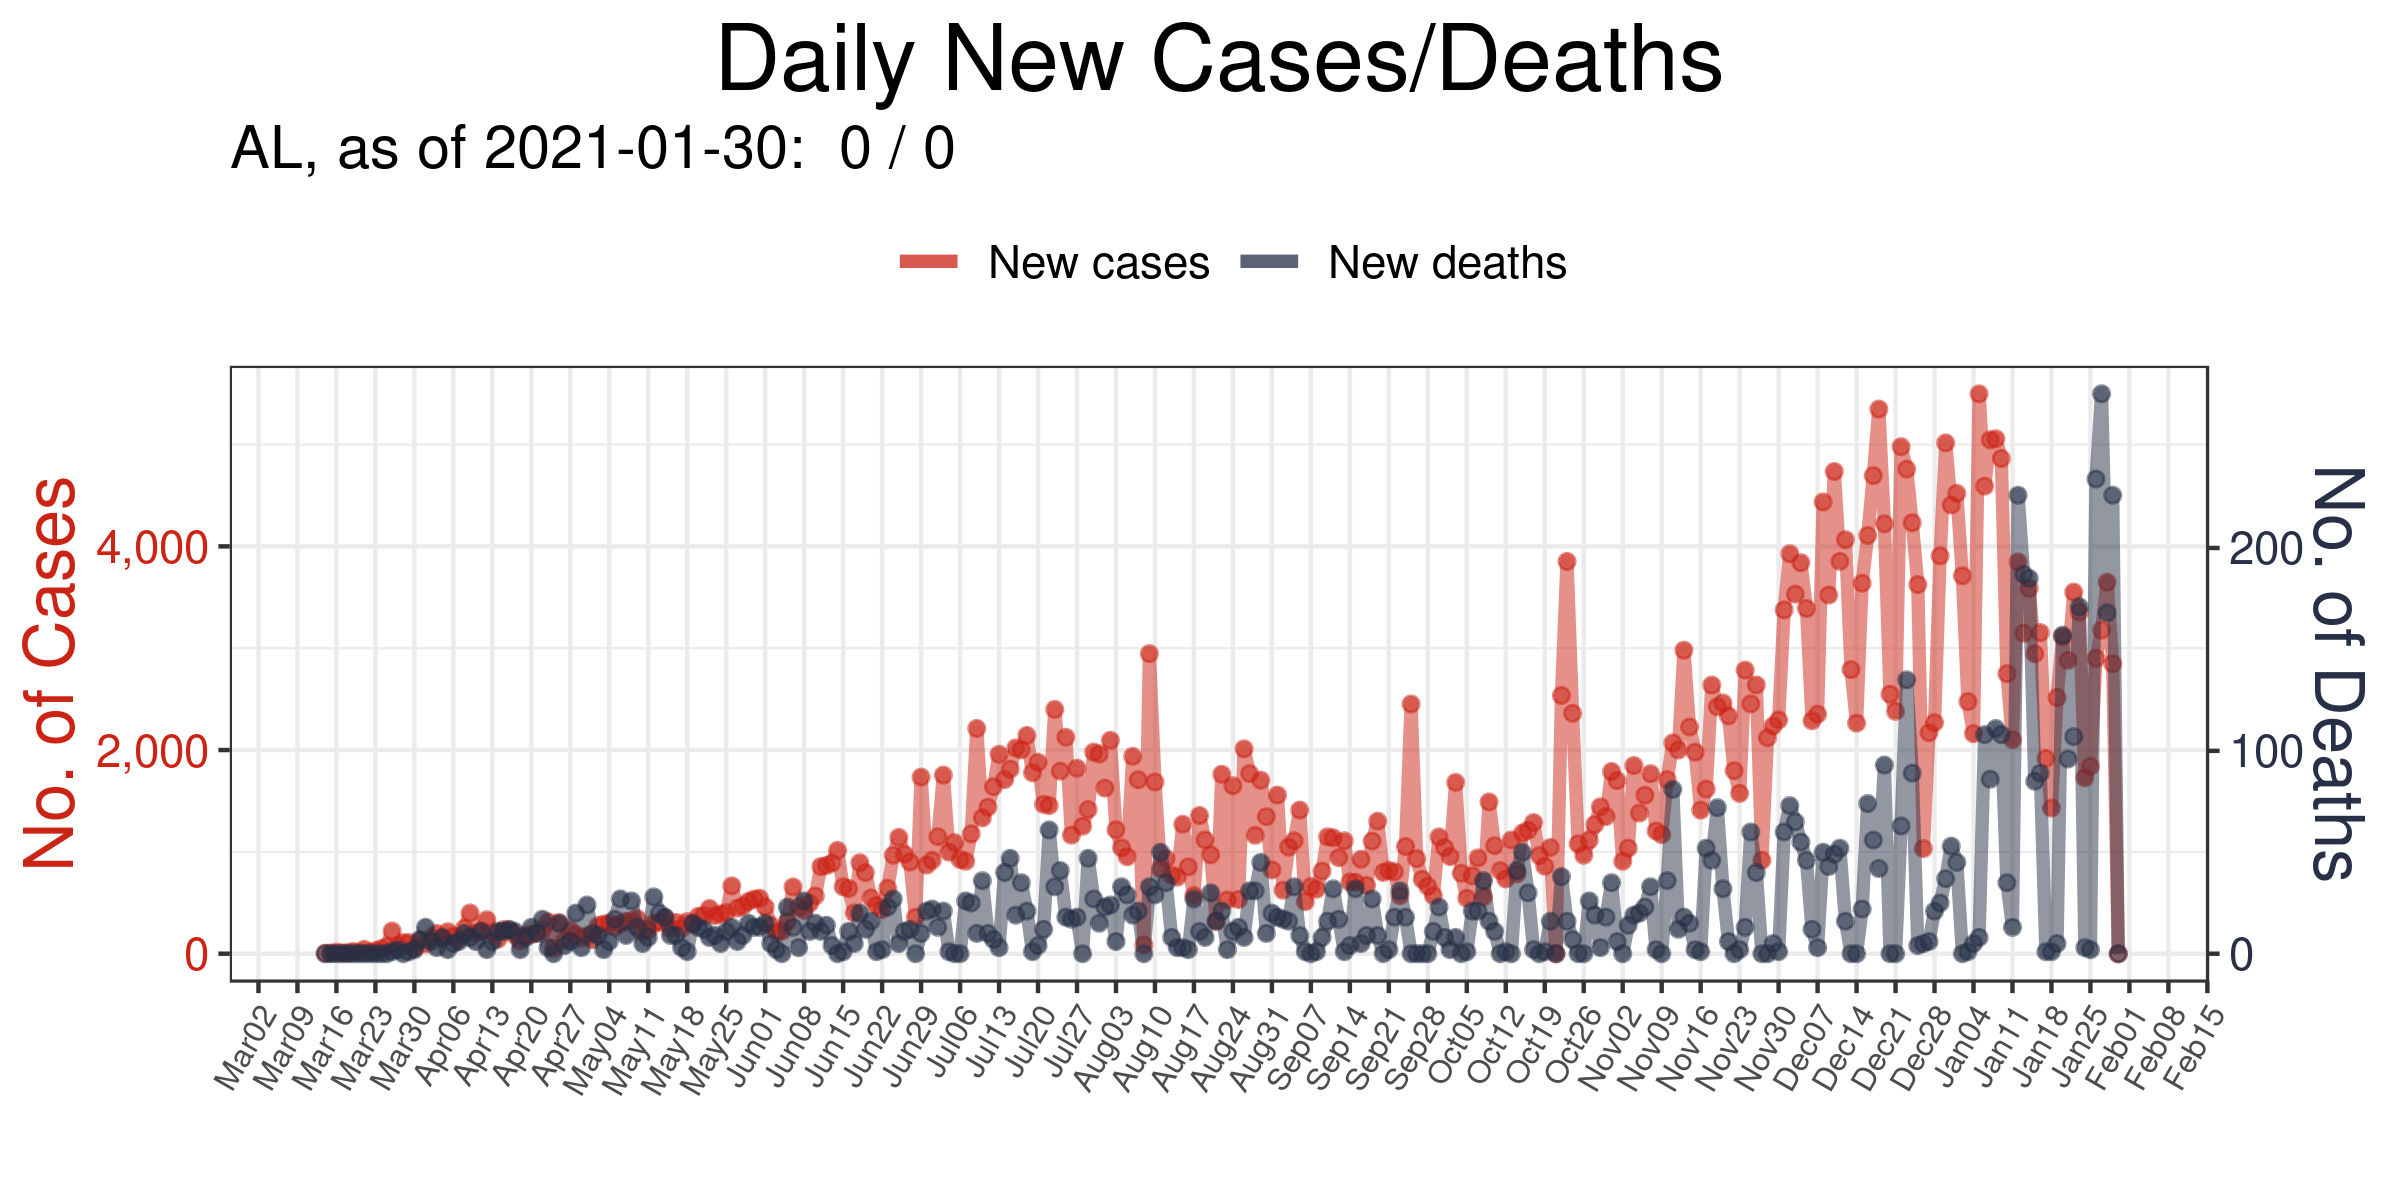 Daily New Cases/Deaths
AL, as of 2021-01-30: 0 / 0
New cases
New deaths
No. of Cases
4,000
2,000
0
200
100
0
No. of Deaths
Mar02
Mar09
Mar16
Mar23
Mar30
Apr06
Apr13
Apr20
Apr27
May04
May11
May18
May25
Jun01
Jun08
Jun15
Jun22
Jun29
Jul06
Jul13
Jul20
Jul27
Aug03
Aug10
Aug17
Aug24
Aug31
Sep07
Sep14
Sep21
Sep28
Oct05
Oct12
Oct19
Oct26
Nov02
Nov09
Nov16
Nov23
Nov30
Dec07
Dec14
Dec21
Dec28
Jan04
Jan11
Jan18
Jan25
Feb01
Feb08
Feb15